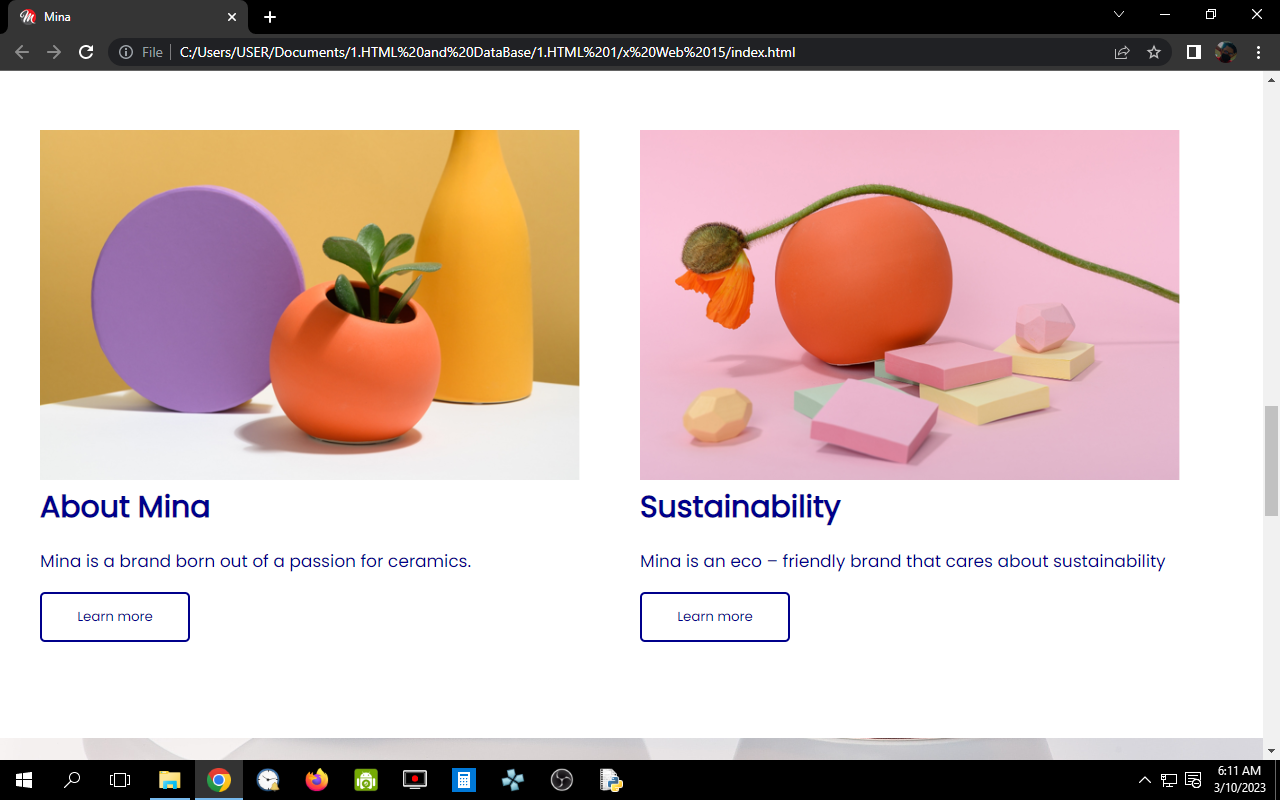 Mina
File
C:/Users/USER/Documents/1.HTML%20and%20DataBase/1.HTML%201/x%20Web%2015/index.html
About Mina
Mina is a brand born out of a passion for ceramics.
Learn more
Sustainability
Mina is an eco – friendly brand that cares about sustainability
Learn more
6:11 AM
3/10/2023